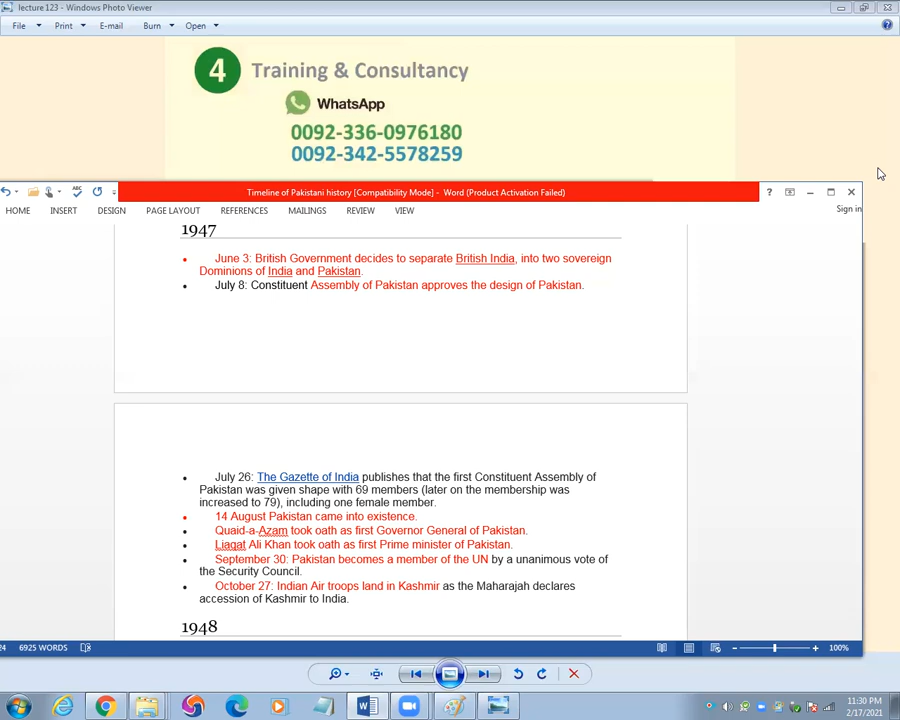 lecture 123 - Windows Photo Viewer
File Print E-mail Burn Open
4 Training & Consultancy
WhatsApp
0092-336-0976180
0092-342-5578259
Timeline of Pakistani history [Compatibility Mode] - Word (Product Activation Failed)
HOME INSERT DESIGN PAGE LAYOUT REFERENCES MAILINGS REVIEW VIEW Sign in
1947
June 3: British Government decides to separate British India, into two sovereign
Dominions of India and Pakistan.
July 8: Constituent Assembly of Pakistan approves the design of Pakistan.
July 26: The Gazette of India publishes that the first Constituent Assembly of
Pakistan was given shape with 69 members (later on the membership was
increased to 79), including one female member.
14 August Pakistan came into existence.
Quaid-a-Azam took oath as first Governor General of Pakistan.
Liaqat Ali Khan took oath as first Prime minister of Pakistan.
September 30: Pakistan becomes a member of the UN by a unanimous vote of
the Security Council.
October 27: Indian Air troops land in Kashmir as the Maharajah declares
accession of Kashmir to India.
1948
24 6925 WORDS 100%
11:30 PM
2/17/2021